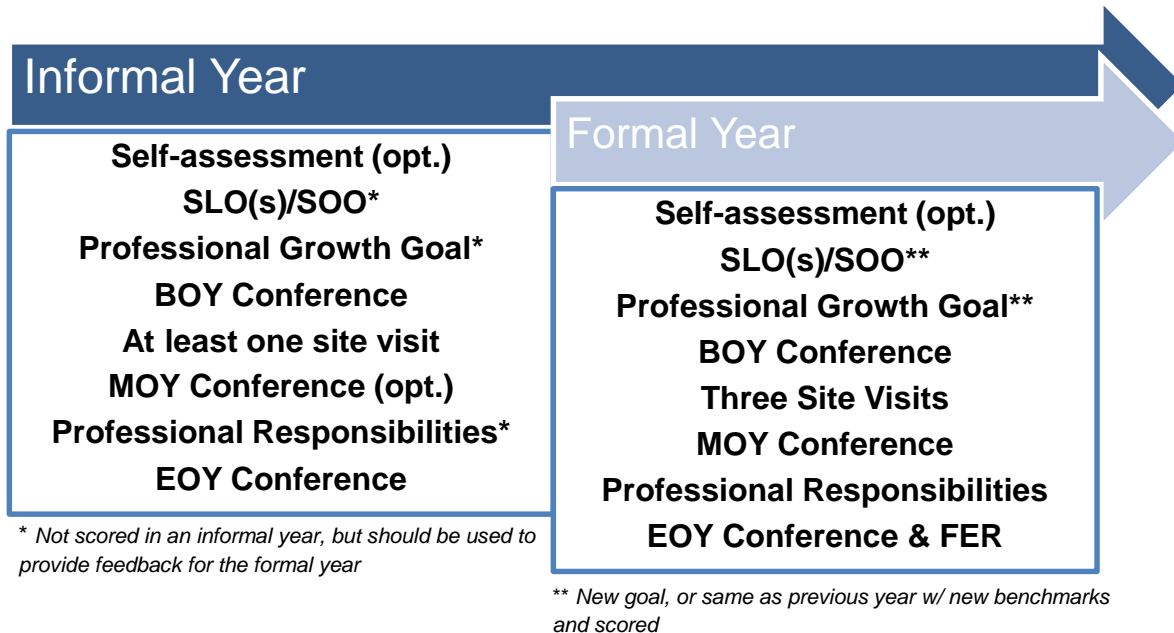 Informal Year
Self-assessment (opt.)
SLO(s)/SOO*
Professional Growth Goal*
BOY Conference
At least one site visit
MOY Conference (opt.)
Professional Responsibilities*
EOY Conference
* Not scored in an informal year, but should be used to
provide feedback for the formal year
Formal Year
Self-assessment (opt.)
SLO(s)/SOO**
Professional Growth Goal**
BOY Conference
Three Site Visits
MOY Conference
Professional Responsibilities
EOY Conference & FER
** New goal, or same as previous year w/ new benchmarks
and scored